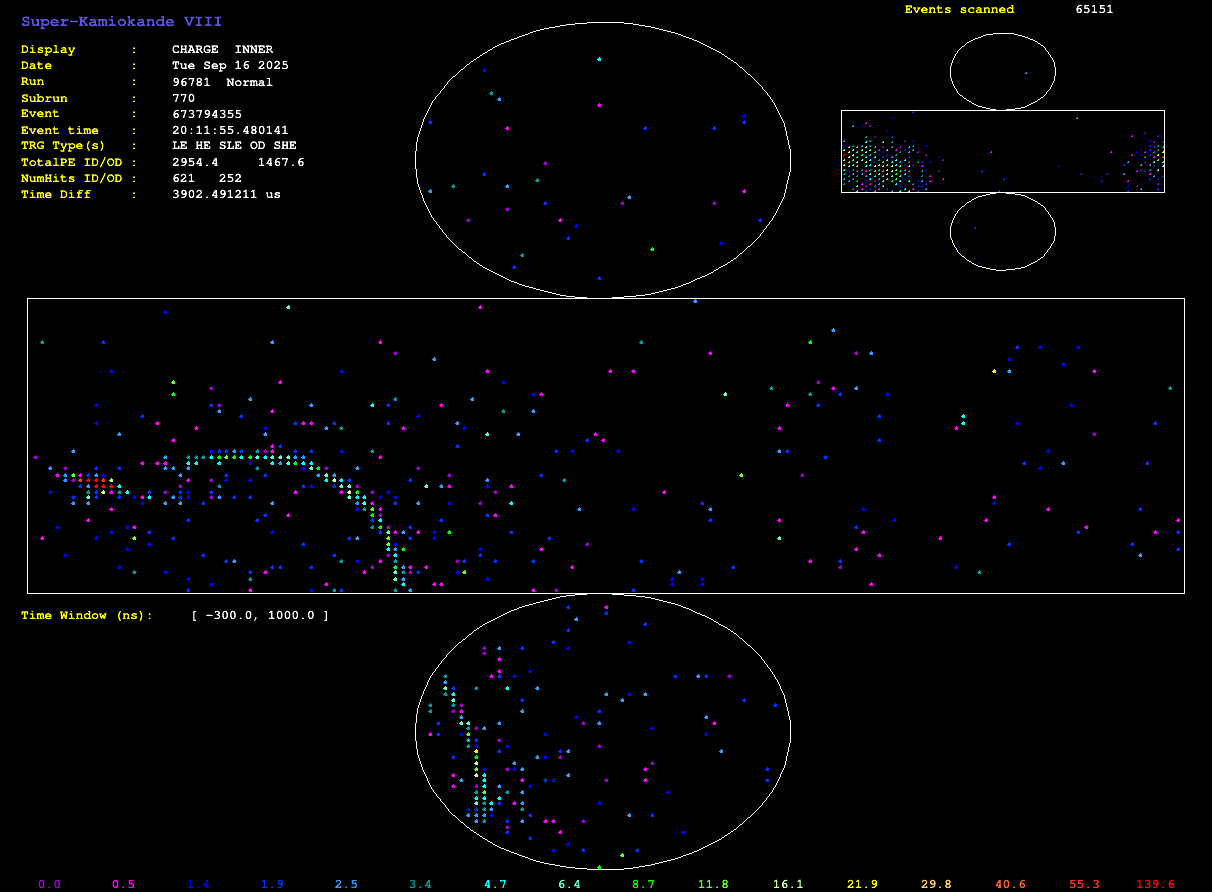 Super-Kamiokande VIII
Events scanned 65151
Display : CHARGE INNER
Date : Tue Sep 16 2025
Run : 96781 Normal
Subrun : 770
Event : 673794355
Event time : 20:11:55.480141
TRG Type(s) : LE HE SLE OD SHE
TotalPE ID/OD : 2954.4 1467.6
NumHits ID/OD : 621 252
Time Diff : 3902.491211 us
Time Window (ns): [ -300.0, 1000.0 ]
0.0 0.5 1.4 1.9 2.5 3.4 4.7 6.4 8.7 11.8 16.1 21.9 29.8 40.6 55.3 139.6